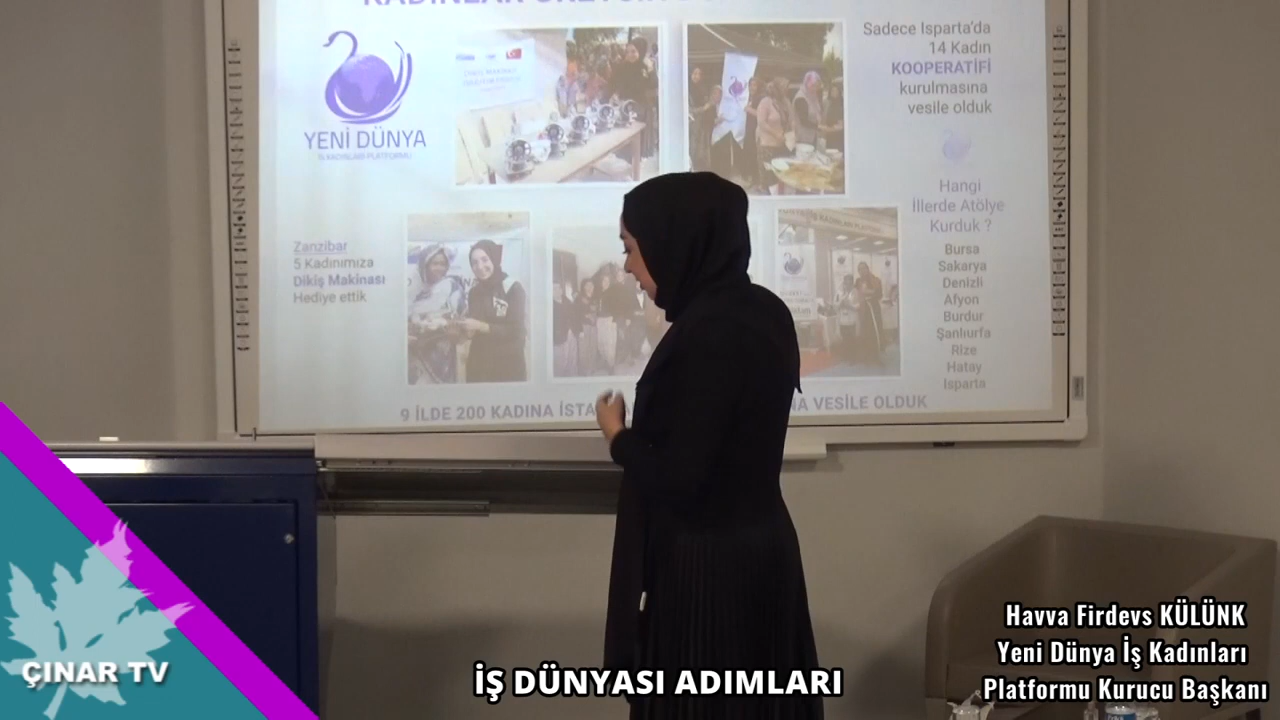 YENİ DÜNYA
İŞ KADINLARI PLATFORMU
Sadece Isparta'da
14 Kadın
KOOPERATİFİ
kurulmasına
vesile olduk
Hangi
İllerde Atölye
Kurduk ?
Bursa
Sakarya
Denizli
Afyon
Burdur
Şanlıurfa
Rize
Hatay
Isparta
Zanzibar
5 Kadınımıza
Dikiş Makinası
Hediye ettik
9 İLDE 200 KADINA
VESİLE OLDUK
ÇINAR TV
İŞ DÜNYASI ADIMLARI
Havva Firdevs KÜLÜNK
Yeni Dünya İş Kadınları
Platformu Kurucu Başkanı